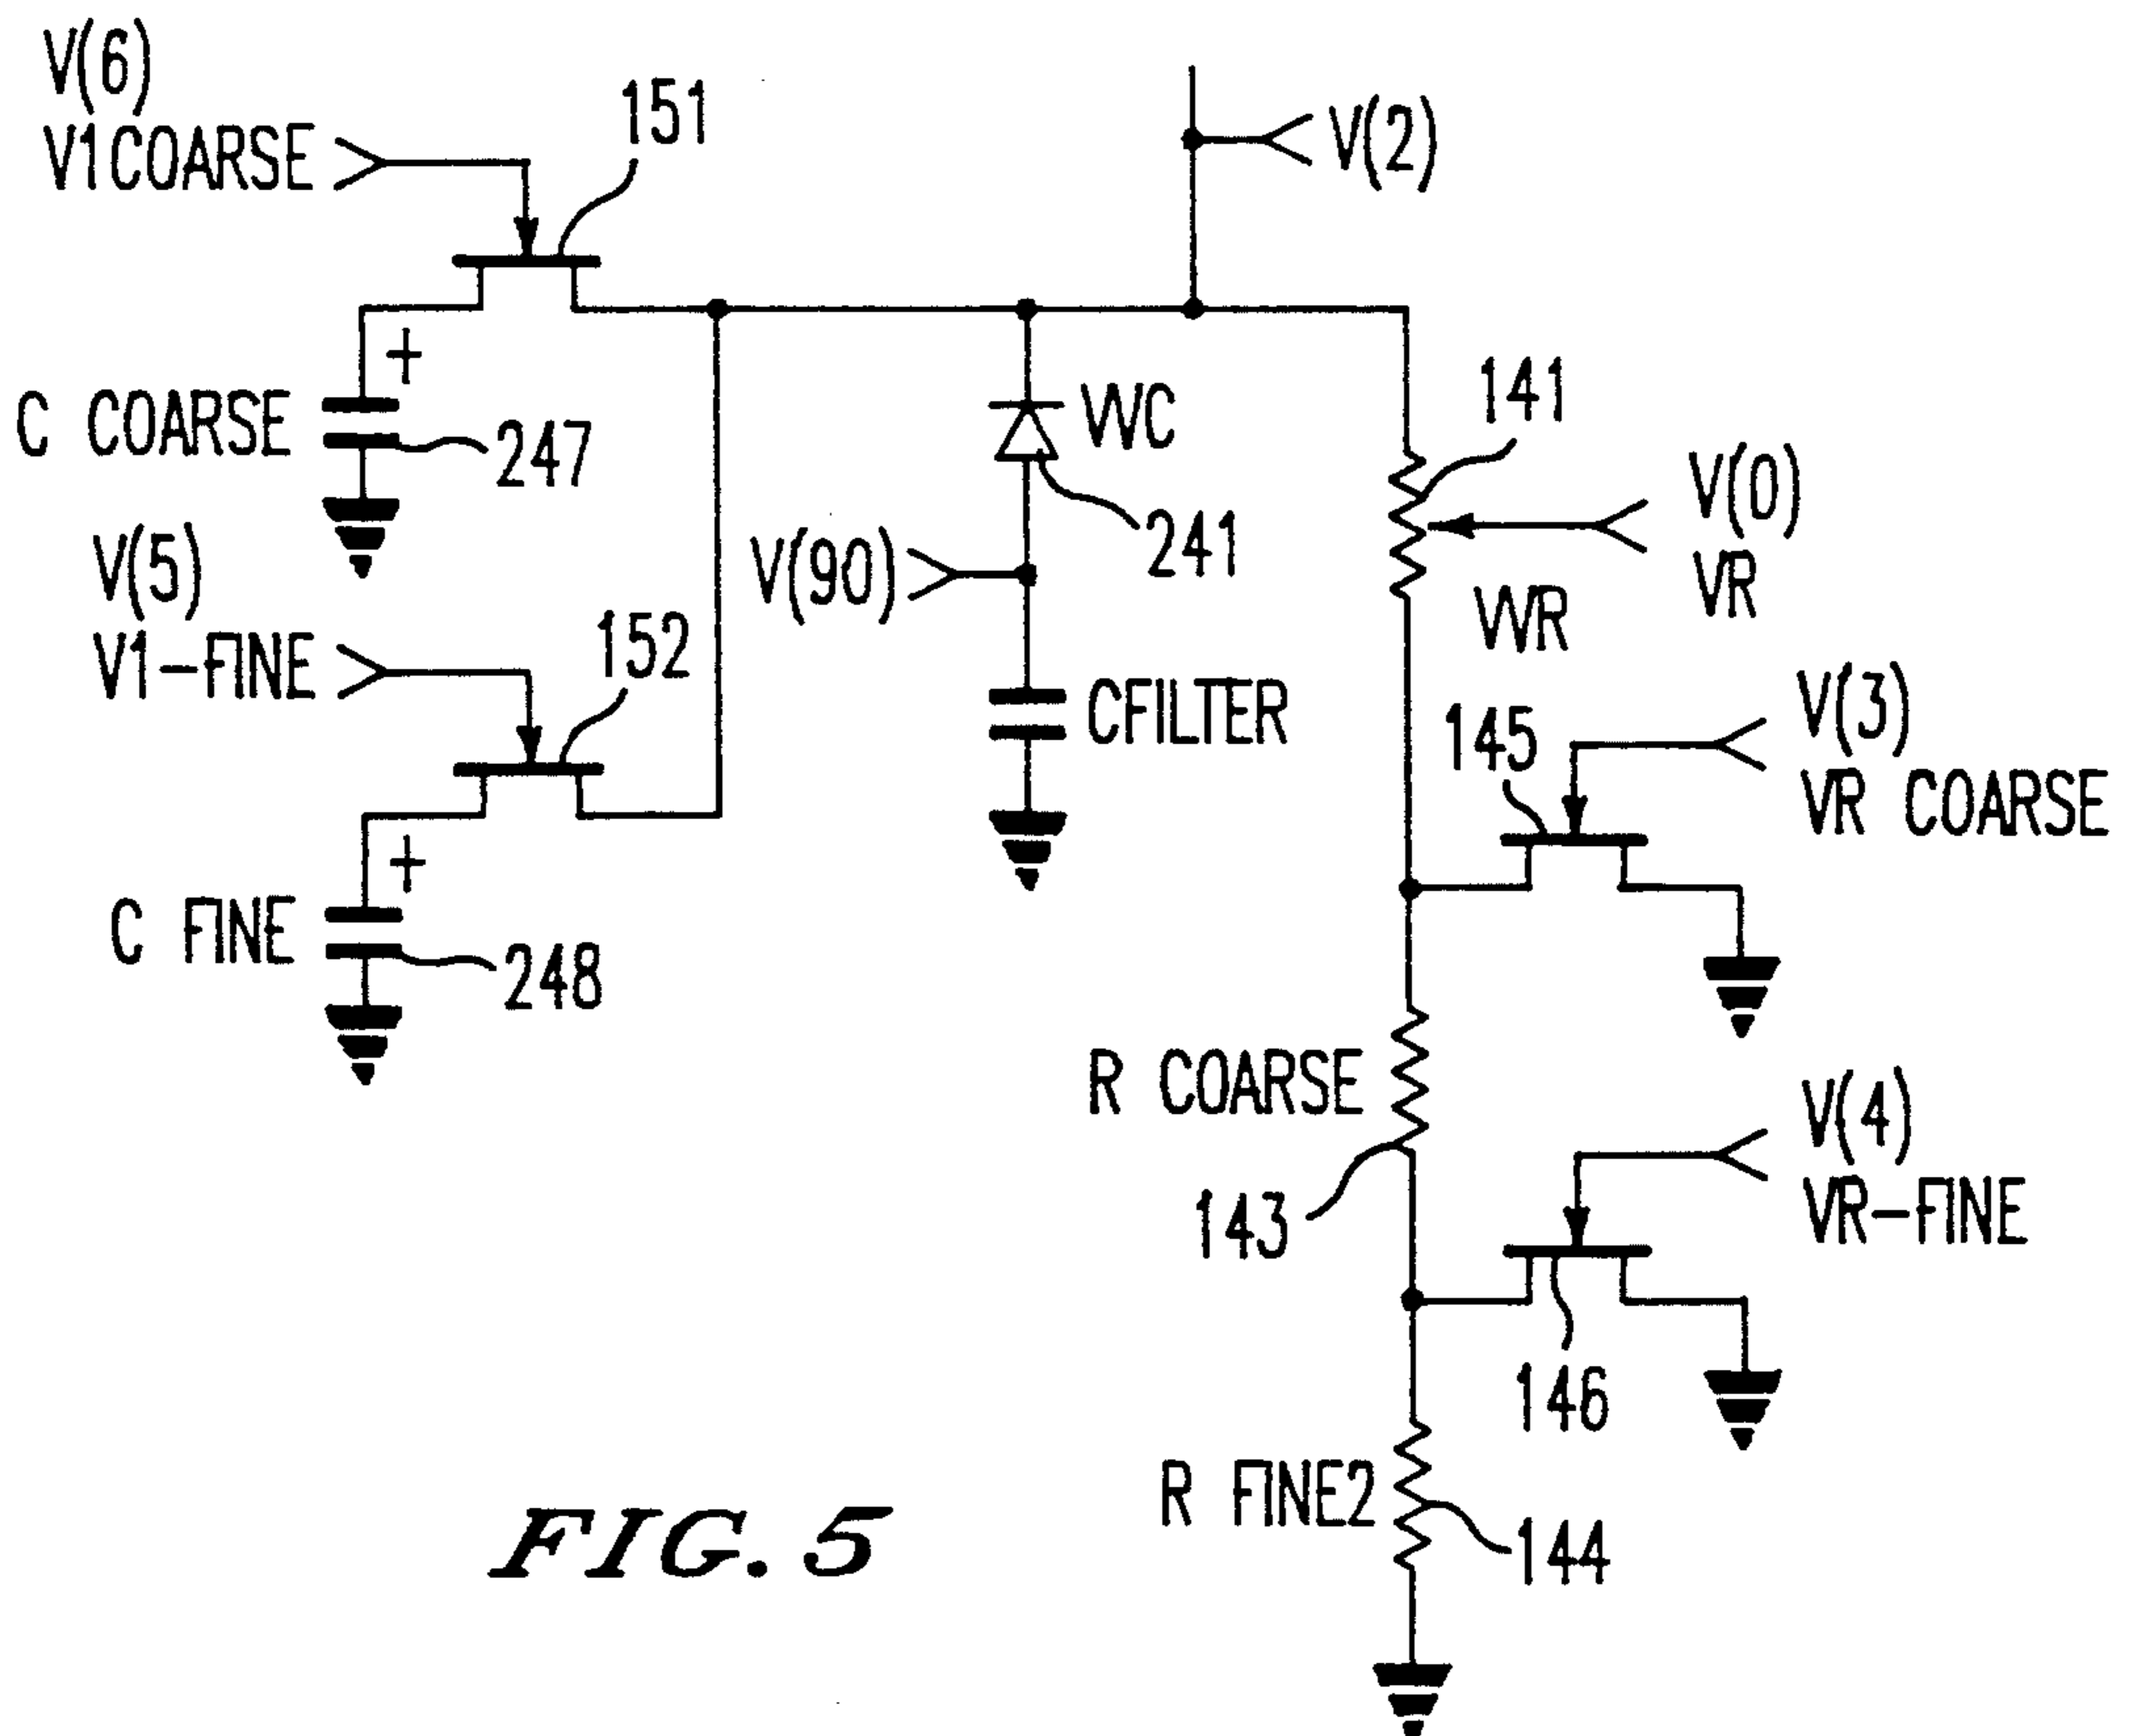 V(6)
V1COARSE
151
V(2)
C COARSE
247
VVC
241
141
V(0)
VR
VVR
V(5)
V1-FINE
152
V(90)
CFILTER
145
V(3)
VR COARSE
C FINE
248
R COARSE
143
V(4)
VR-FINE
146
R FINE2
144
FIG. 5